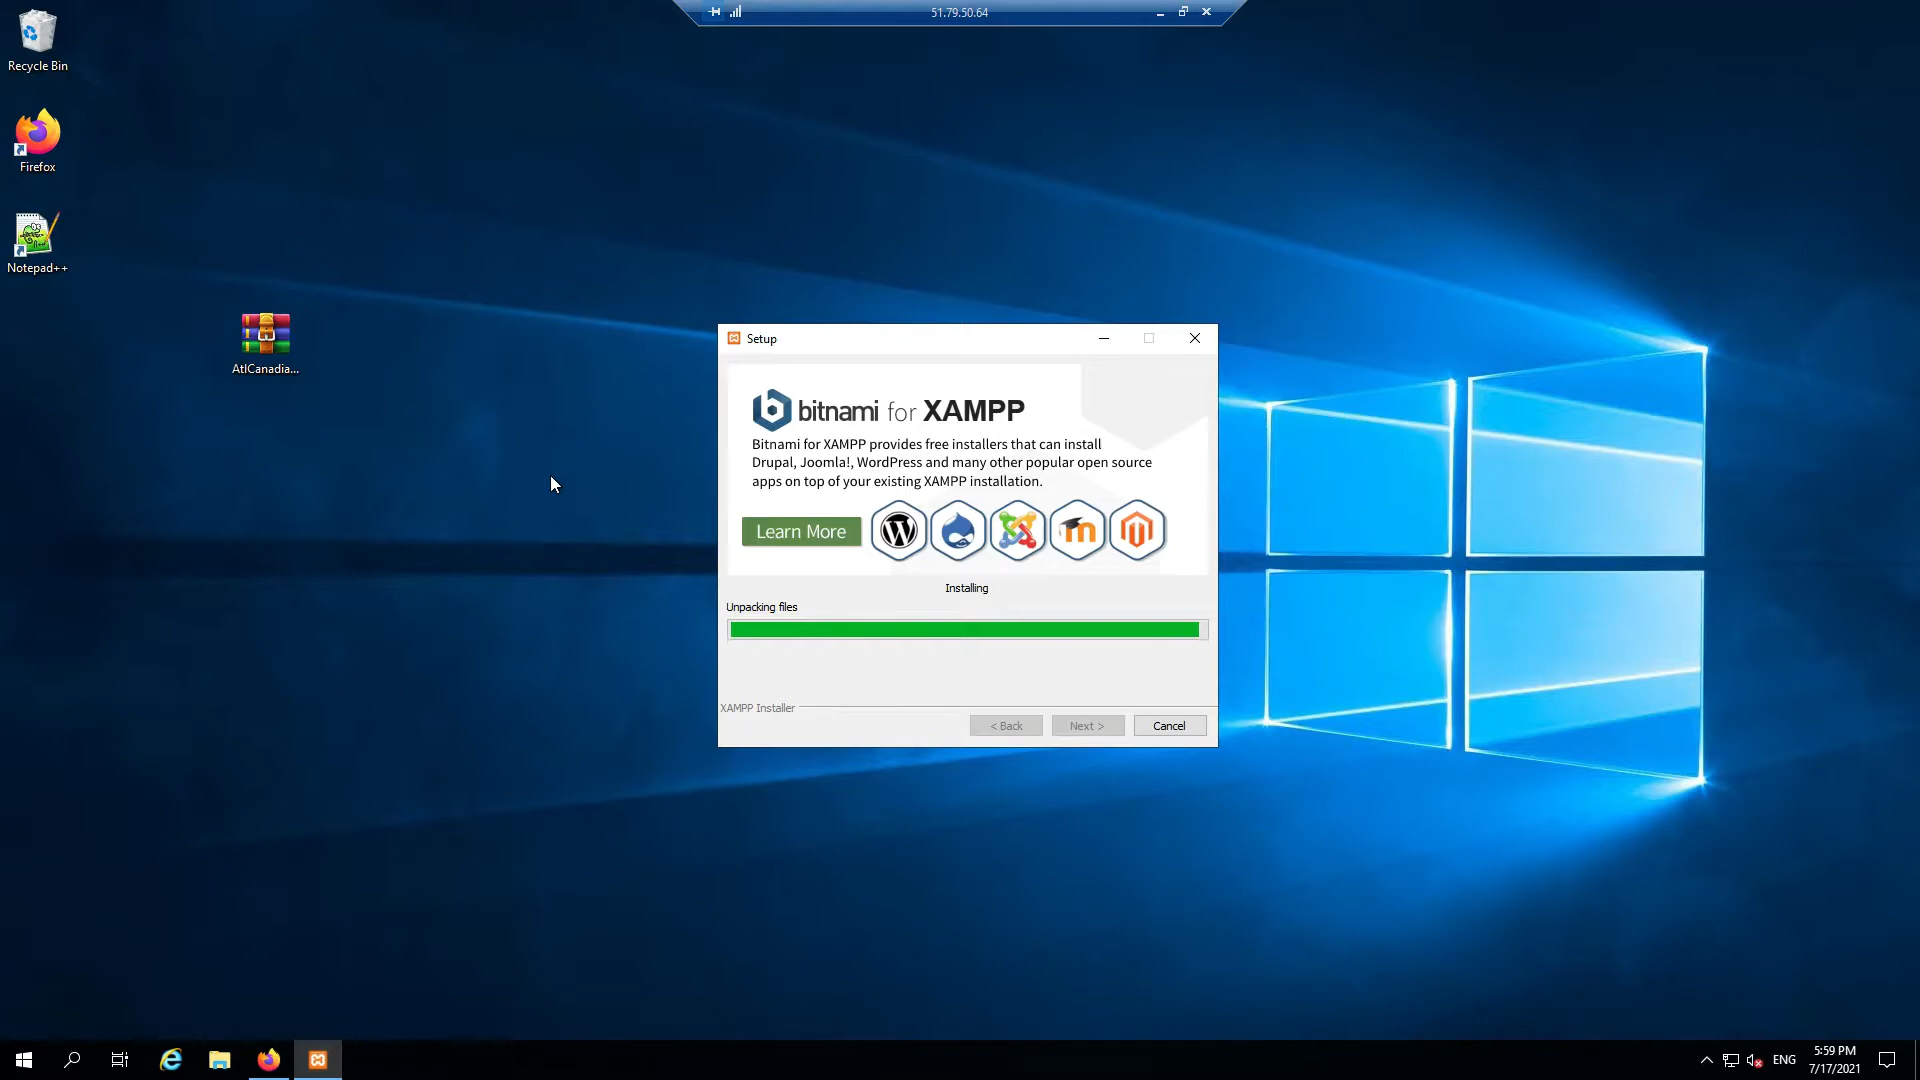 51.79.50.64
Recycle Bin
Firefox
Notepad++
AtlCanadia...
Setup
bitnami for XAMPP
Bitnami for XAMPP provides free installers that can install
Drupal, Joomla!, WordPress and many other popular open source
apps on top of your existing XAMPP installation.
Learn More
Installing
Unpacking files
XAMPP Installer
< Back
Next >
Cancel
ENG
5:59 PM
7/17/2021